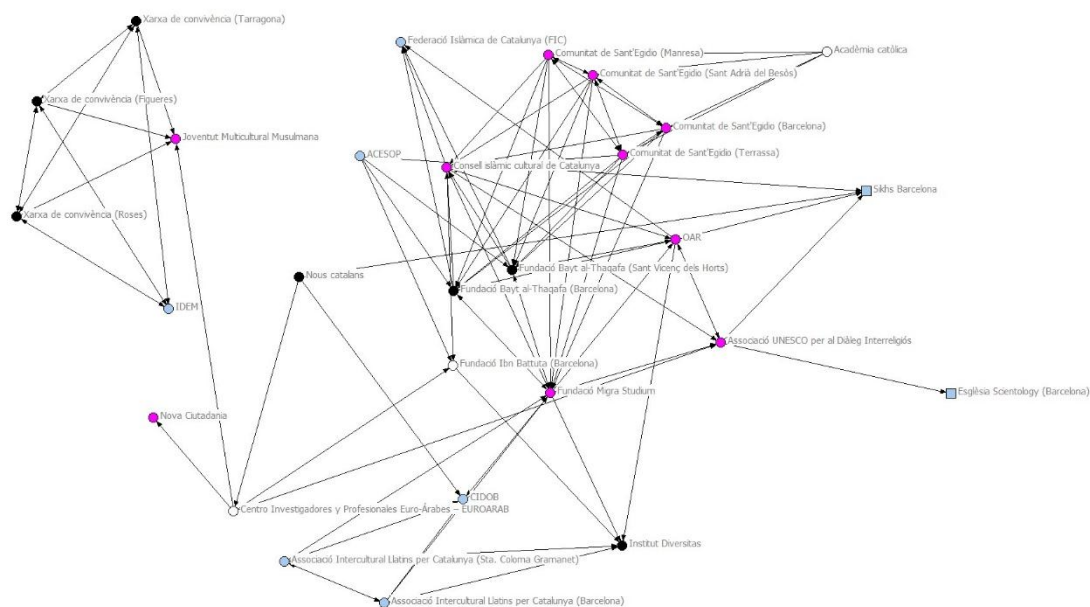 Xarxa de convivència (Tarragona)
Federació Islàmica de Catalunya (FIC)
Comunitat de Sant'Egidio (Manresa)
Acadèmia catòlica
Comunitat de Sant'Egidio (Sant Adrià del Besòs)
Xarxa de convivència (Figueres)
Comunitat de Sant'Egidio (Barcelona)
Joventut Multicultural Musulmana
ACESOP
Comunitat de Sant'Egidio (Terrassa)
Consell islàmic cultural de Catalunya
Sikhs Barcelona
Xarxa de convivència (Roses)
OAR
Fundació Bayt al-Thaqafa (Sant Vicenç dels Horts)
Nous catalans
Fundació Bayt al-Thaqafa (Barcelona)
IDEM
Associació UNESCO per al Diàleg Interreligiós
Fundació Ibn Battuta (Barcelona)
Fundació Migra Studium
Esglèsia Scientology (Barcelona)
Nova Ciutadania
CIDOB
Centro Investigadores y Profesionales Euro-Árabes – EUROARAB
Institut Diversitas
Associació Intercultural Llatins per Catalunya (Sta. Coloma Gramanet)
Associació Intercultural Llatins per Catalunya (Barcelona)